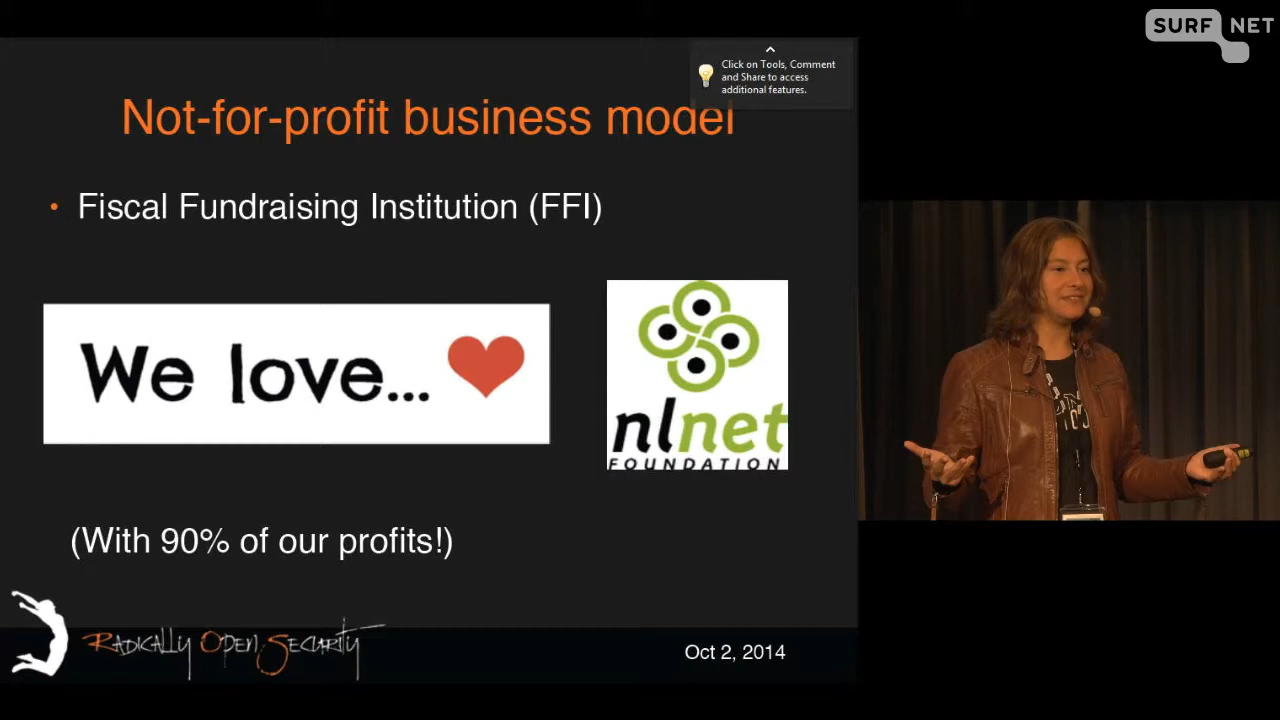 SURF NET
Click on Tools, Comment
and Share to access
additional features.
Not-for-profit business model
• Fiscal Fundraising Institution (FFI)
We love...
nlnet
FOUNDATION
(With 90% of our profits!)
RADICALLY OPEN SECURITY
Oct 2, 2014